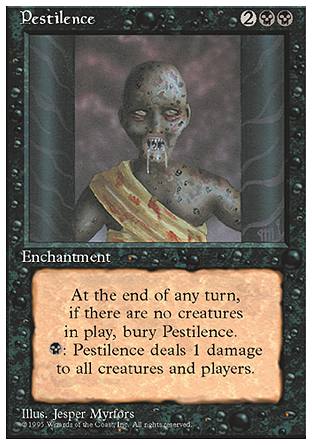 Pestilence 2
Enchantment
At the end of any turn,
if there are no creatures
in play, bury Pestilence.
: Pestilence deals 1 damage
to all creatures and players.
Illus. Jesper Myrfors
©1995 Wizards of the Coast, Inc. All rights reserved.